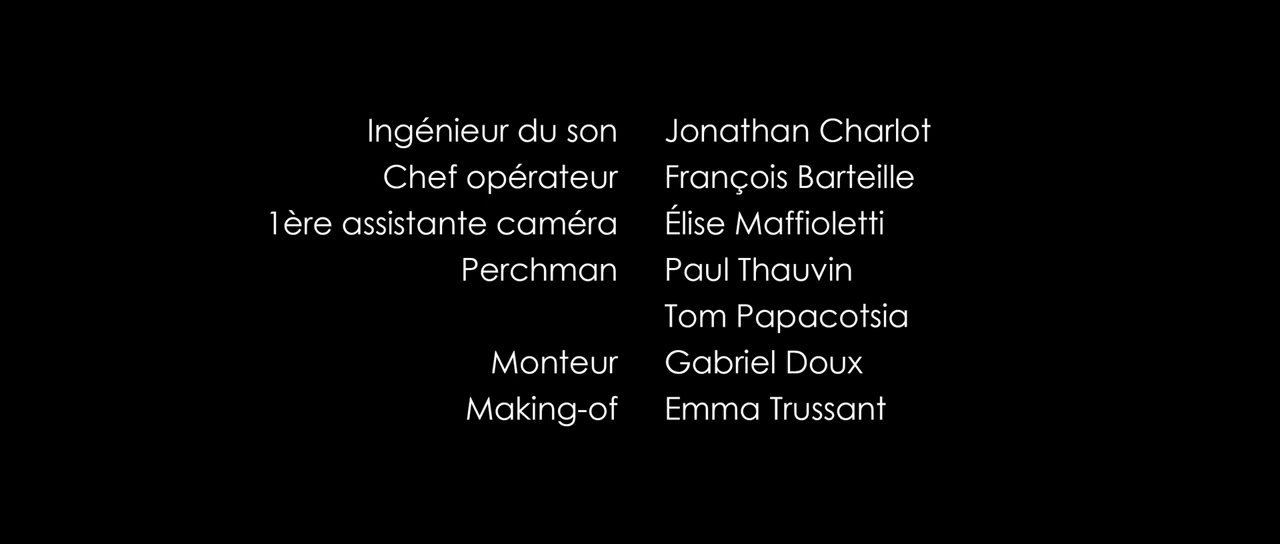 Ingénieur du son Jonathan Charlot
Chef opérateur François Barteille
1ère assistante caméra Élise Maffioletti
Perchman Paul Thauvin
Tom Papacotsia
Monteur Gabriel Doux
Making-of Emma Trussant